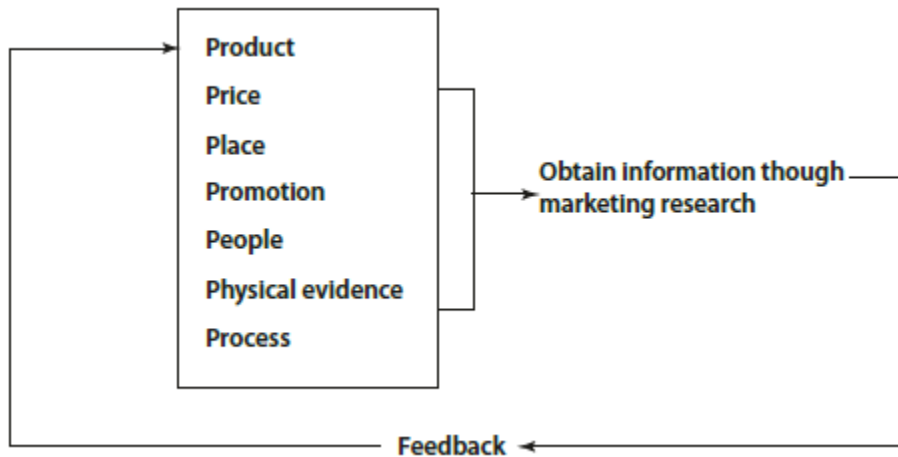 Product
Price
Place
Promotion
People
Physical evidence
Process
Obtain information though
marketing research
Feedback